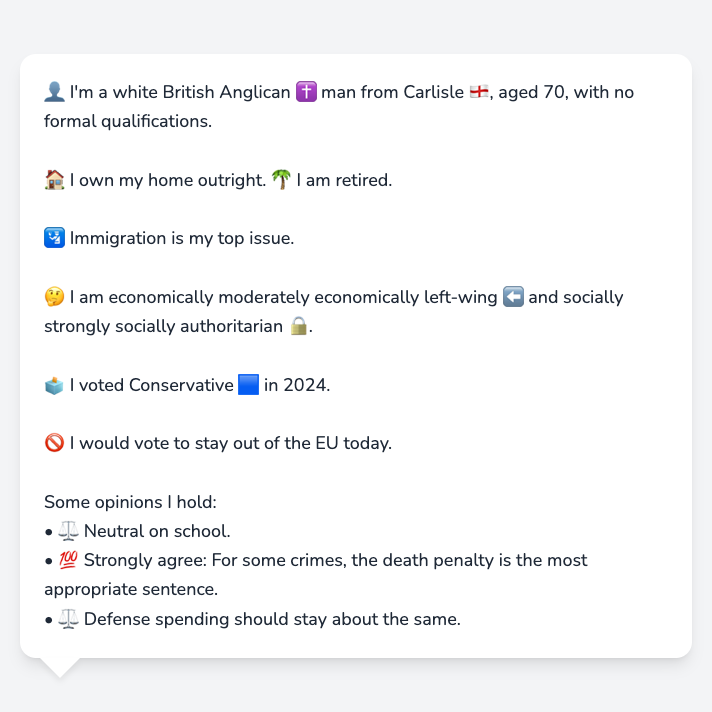 👤 I'm a white British Anglican ✝️ man from Carlisle 🏴󠁧󠁢󠁥󠁮󠁧󠁿, aged 70, with no
formal qualifications.
🏠 I own my home outright. 🌴 I am retired.
🛂 Immigration is my top issue.
🤔 I am economically moderately economically left-wing ⬅️ and socially
strongly socially authoritarian 🔒.
🗳️ I voted Conservative 🟦 in 2024.
🚫 I would vote to stay out of the EU today.
Some opinions I hold:
• ⚖️ Neutral on school.
• 💯 Strongly agree: For some crimes, the death penalty is the most
appropriate sentence.
• ⚖️ Defense spending should stay about the same.